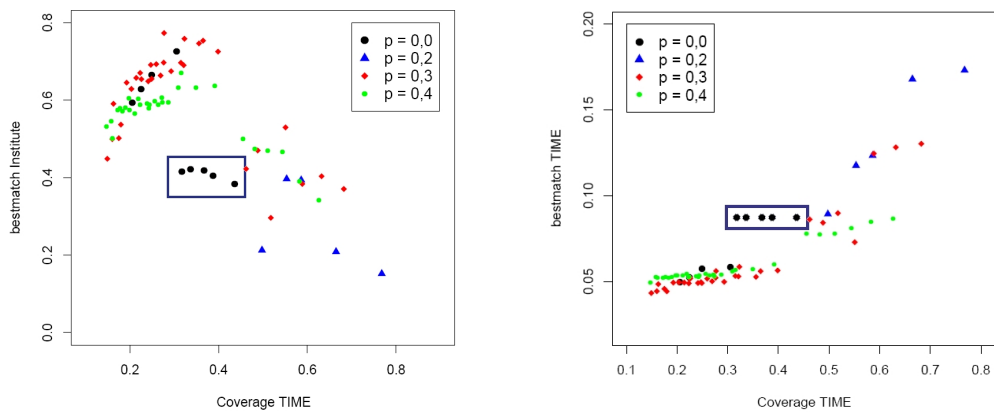 bestmatch Institute
0.8
0.6
0.4
0.2
0.0
p = 0,0
p = 0,2
p = 0,3
p = 0,4
0.2
0.4
0.6
0.8
Coverage TIME
bestmatch TIME
0.20
0.15
0.10
0.05
p = 0,0
p = 0,2
p = 0,3
p = 0,4
0.1
0.2
0.3
0.4
0.5
0.6
0.7
0.8
Coverage TIME